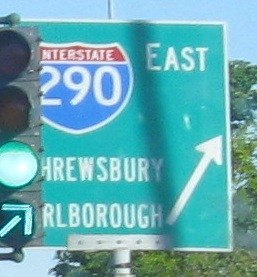 INTERSTATE
290
EAST
HREWSBURY
RLBOROUGH